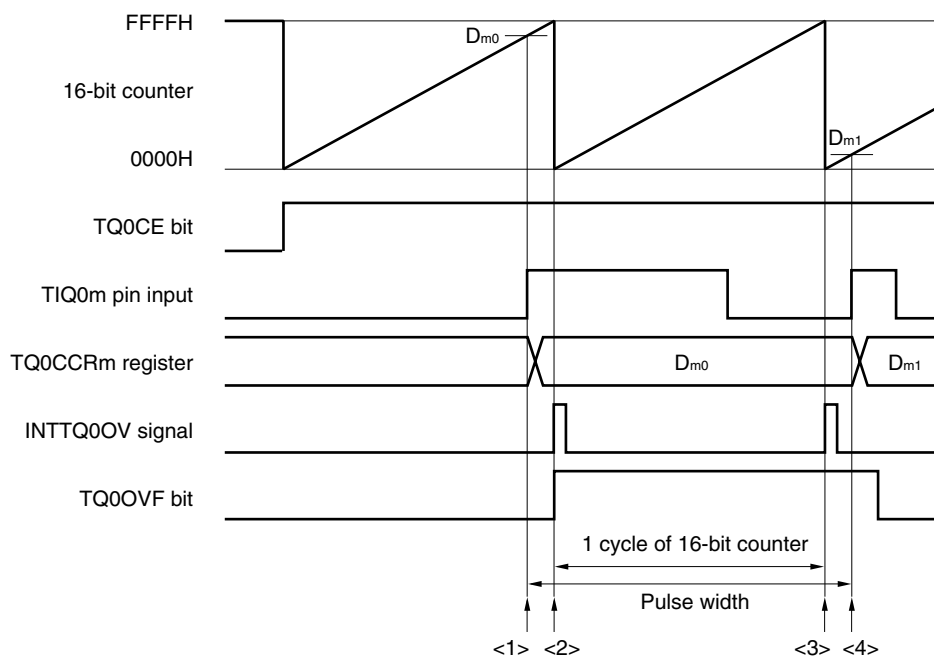 FFFFH
Dm0
16-bit counter
0000H
Dm1
TQ0CE bit
TIQ0m pin input
TQ0CCRm register
Dm0
Dm1
INTTQ0OV signal
TQ0OVF bit
1 cycle of 16-bit counter
Pulse width
<1> <2> <3> <4>